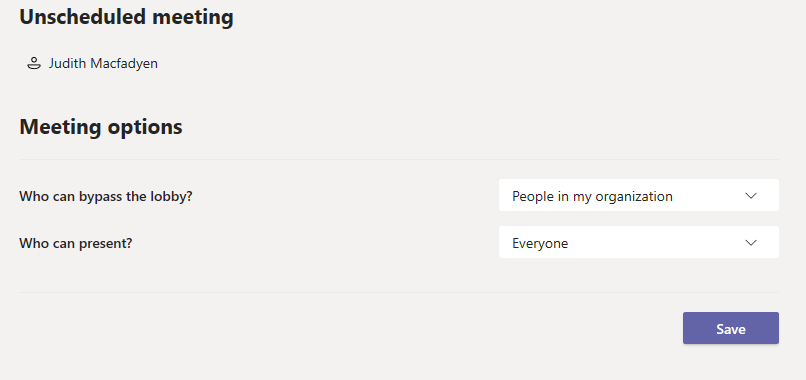 Unscheduled meeting
Judith Macfadyen
Meeting options
Who can bypass the lobby? People in my organization
Who can present? Everyone
Save